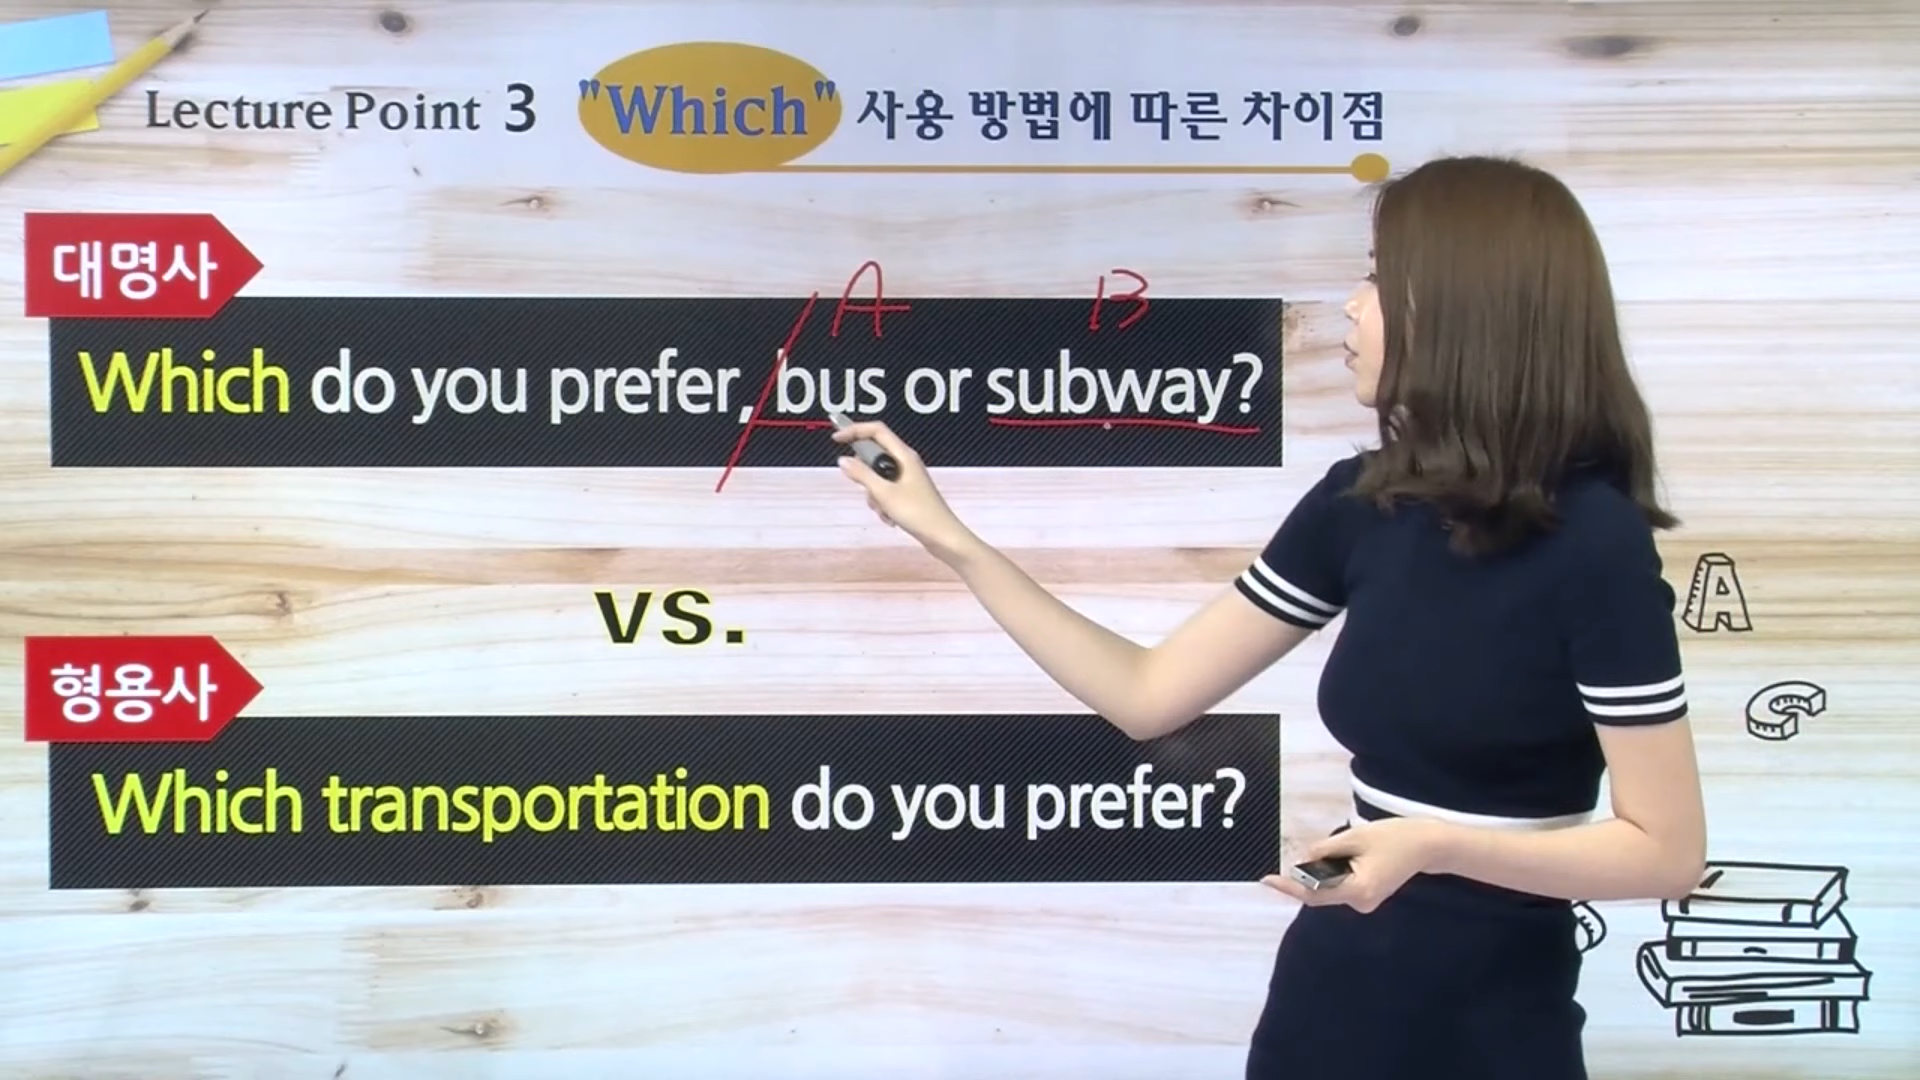 Lecture Point 3 "Which" 사용 방법에 따른 차이점
대명사
A B
Which do you prefer, bus or subway?
vs.
형용사
Which transportation do you prefer?
A
C